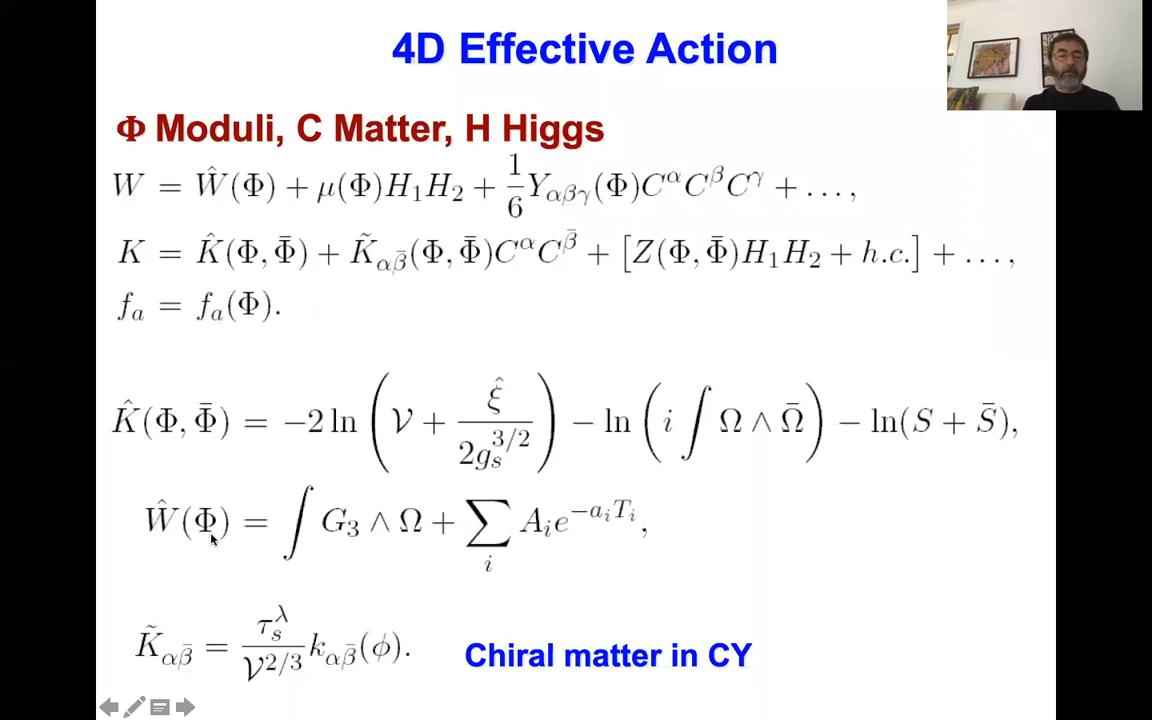 4D Effective Action
Φ Moduli, C Matter, H Higgs
W = Ŵ(Φ) + μ(Φ)H₁H₂ + 1/6 Y_{αβγ}(Φ)C^α C^β C^γ + … ,
K = K̂(Φ, Φ̄) + K̃_{αβ̄}(Φ, Φ̄)C^α C^β̄ + [Z(Φ, Φ̄)H₁H₂ + h.c.] + … ,
f_a = f_a(Φ).
K̂(Φ, Φ̄) = −2 ln (𝒱 + ξ̂ / 2g_s^{3/2}) − ln (i ∫ Ω ∧ Ω̄) − ln(S + S̄),
Ŵ(Φ) = ∫ G₃ ∧ Ω + ∑_i A_i e^{−a_i T_i},
K̃_{αβ̄} = τ_s^λ / 𝒱^{2/3} k_{αβ̄}(ϕ).
Chiral matter in CY